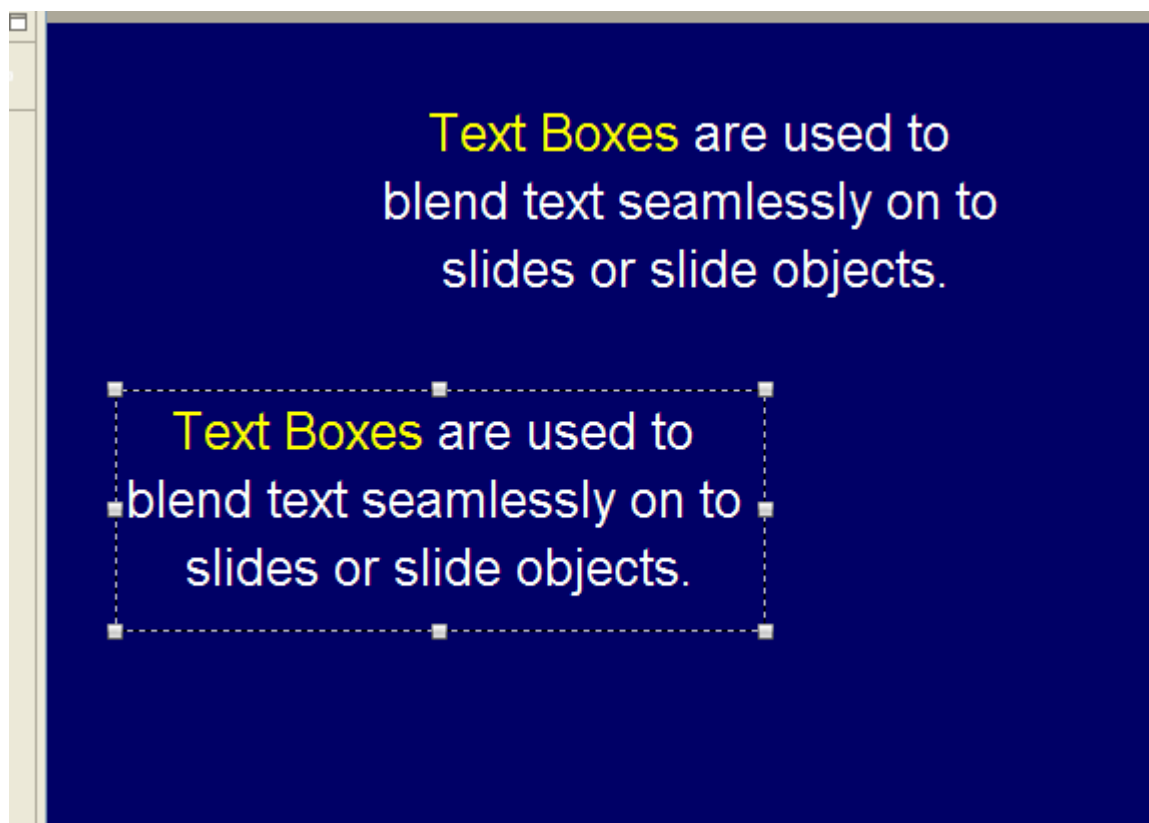 Text Boxes are used to
blend text seamlessly on to
slides or slide objects.
Text Boxes are used to
blend text seamlessly on to
slides or slide objects.